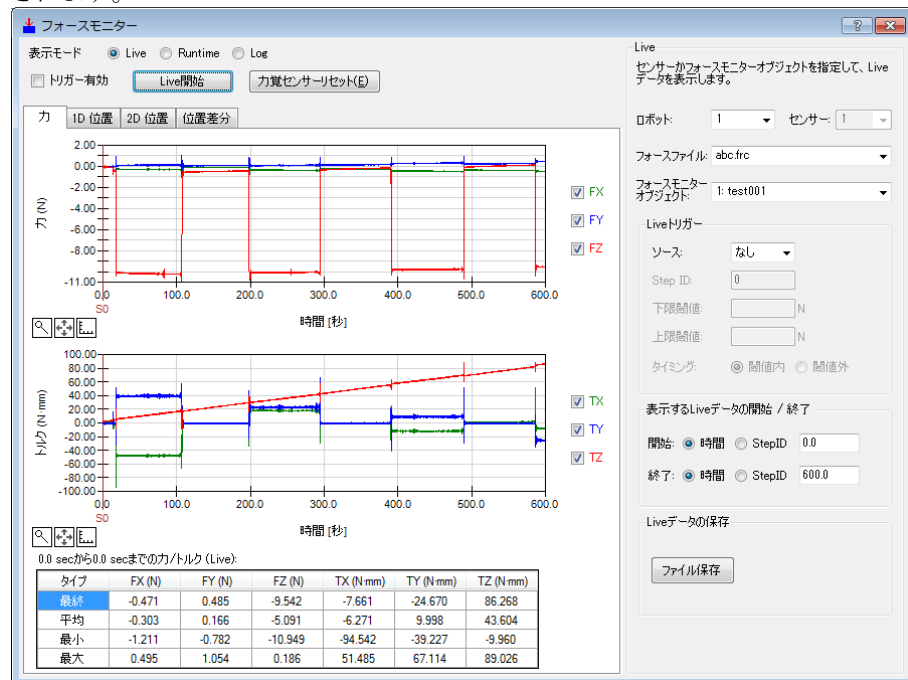 フォースモニター
表示モード Live Runtime Log
トリガー有効 Live開始 力覚センサーリセット(E)
力 1D 位置 2D 位置 位置差分
2.00
0.00
-2.00
-4.00
-6.00
-8.00
-11.00
力 (N)
0.0 100.0 200.0 300.0 400.0 500.0 600.0
S0
時間 [秒]
FX
FY
FZ
100.00
80.00
60.00
40.00
20.00
0.00
-20.00
-40.00
-60.00
-80.00
-100.00
トルク (N·mm)
0.0 100.0 200.0 300.0 400.0 500.0 600.0
S0
時間 [秒]
TX
TY
TZ
0.0 secから0.0 secまでの力/トルク (Live):
タイプ FX (N) FY (N) FZ (N) TX (N·mm) TY (N·mm) TZ (N·mm)
最終 -0.471 0.485 -9.542 -7.661 -24.670 86.268
平均 -0.303 0.166 -5.091 -6.271 9.998 43.604
最小 -1.211 -0.782 -10.949 -94.542 -39.227 -9.960
最大 0.495 1.054 0.186 51.485 67.114 89.026
Live
センサーかフォースモニターオブジェクトを指定して、Live
データを表示します。
ロボット: 1 センサー: 1
フォースファイル: abc.frc
フォースモニター
オブジェクト: 1: test001
Liveトリガー
ソース: なし
Step ID: 0
下限閾値: N
上限閾値: N
タイミング: 閾値内 閾値外
表示するLiveデータの開始 / 終了
開始: 時間 StepID 0.0
終了: 時間 StepID 600.0
Liveデータの保存
ファイル保存